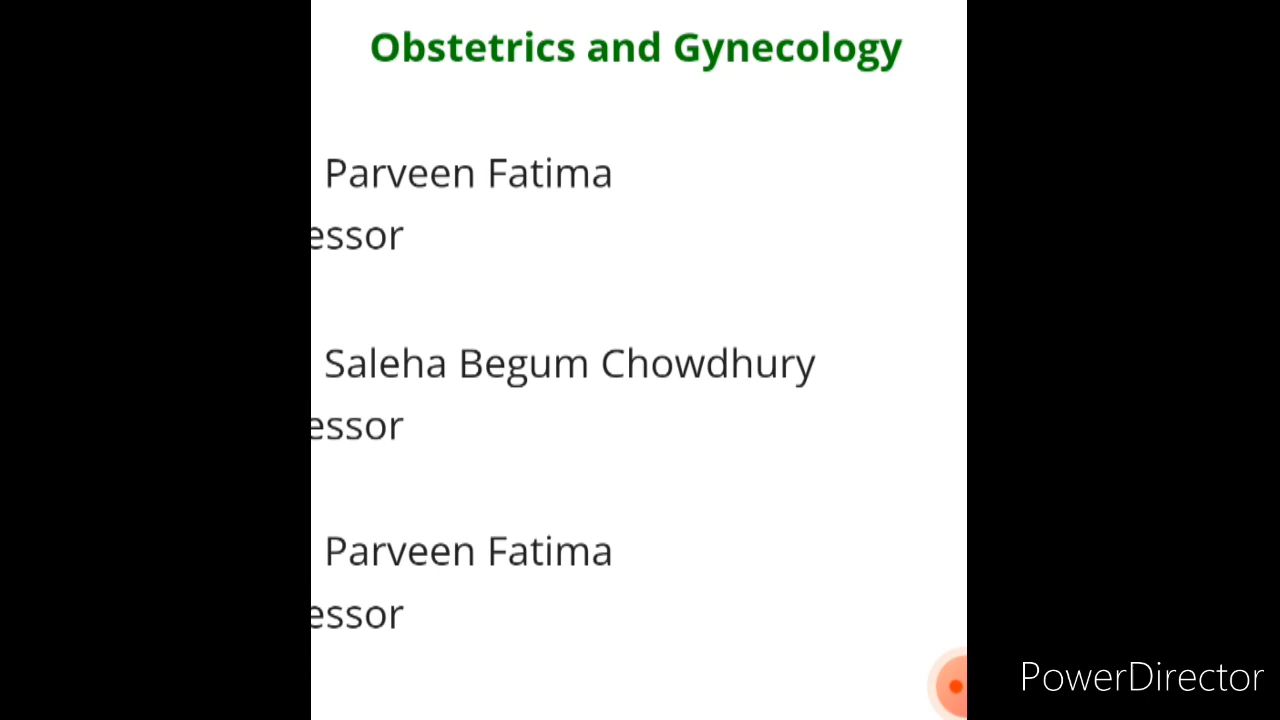 Obstetrics and Gynecology
Parveen Fatima
essor
Saleha Begum Chowdhury
essor
Parveen Fatima
essor
PowerDirector